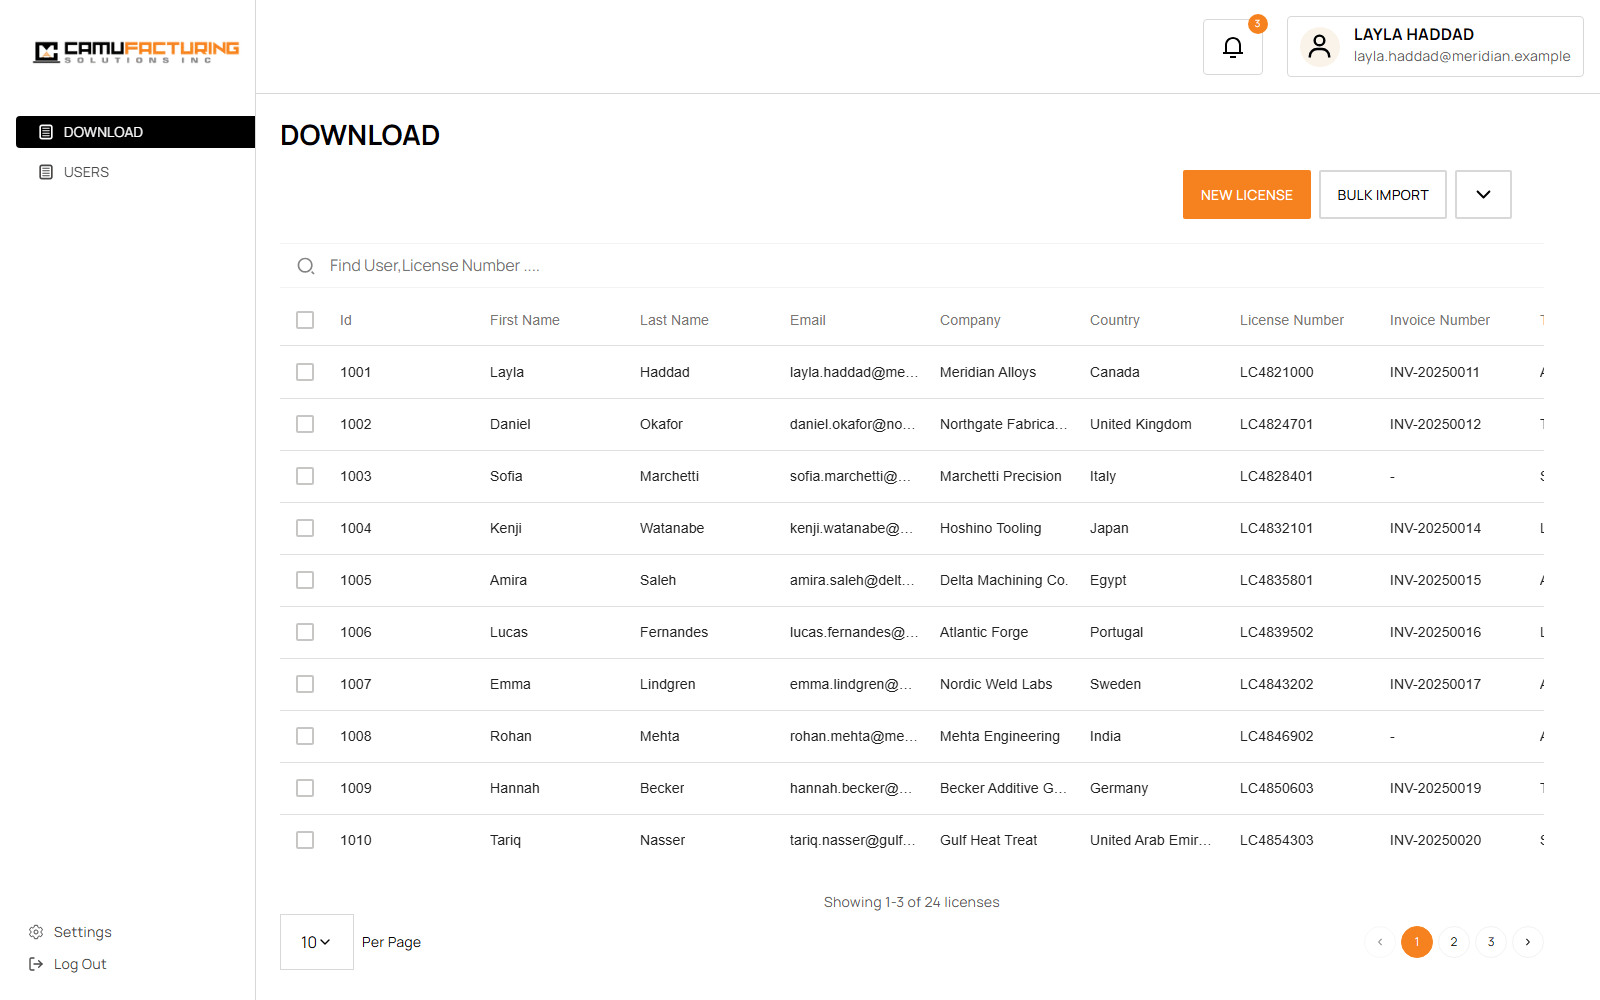 CAMUFACTURING
SOLUTIONS INC
3
LAYLA HADDAD
layla.haddad@meridian.example
DOWNLOAD
USERS
DOWNLOAD
NEW LICENSE
BULK IMPORT
Find User,License Number ....
Id First Name Last Name Email Company Country License Number Invoice Number
1001 Layla Haddad layla.haddad@me... Meridian Alloys Canada LC4821000 INV-20250011
1002 Daniel Okafor daniel.okafor@no... Northgate Fabrica... United Kingdom LC4824701 INV-20250012
1003 Sofia Marchetti sofia.marchetti@... Marchetti Precision Italy LC4828401 -
1004 Kenji Watanabe kenji.watanabe@... Hoshino Tooling Japan LC4832101 INV-20250014
1005 Amira Saleh amira.saleh@delt... Delta Machining Co. Egypt LC4835801 INV-20250015
1006 Lucas Fernandes lucas.fernandes@... Atlantic Forge Portugal LC4839502 INV-20250016
1007 Emma Lindgren emma.lindgren@... Nordic Weld Labs Sweden LC4843202 INV-20250017
1008 Rohan Mehta rohan.mehta@me... Mehta Engineering India LC4846902 -
1009 Hannah Becker hannah.becker@... Becker Additive G... Germany LC4850603 INV-20250019
1010 Tariq Nasser tariq.nasser@gulf... Gulf Heat Treat United Arab Emir... LC4854303 INV-20250020
Showing 1-3 of 24 licenses
10 Per Page
‹ 1 2 3 ›
Settings
Log Out